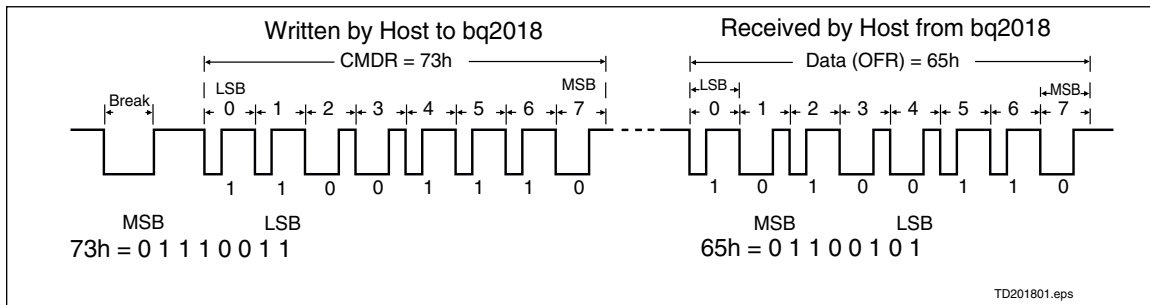 Written by Host to bq2018
CMDR = 73h
Break
LSB
MSB
0 1 2 3 4 5 6 7
1 1 0 0 1 1 1 0
MSB LSB
73h = 0 1 1 1 0 0 1 1
Received by Host from bq2018
Data (OFR) = 65h
LSB
MSB
0 1 2 3 4 5 6 7
1 0 1 0 0 1 1 0
MSB LSB
65h = 0 1 1 0 0 1 0 1
TD201801.eps